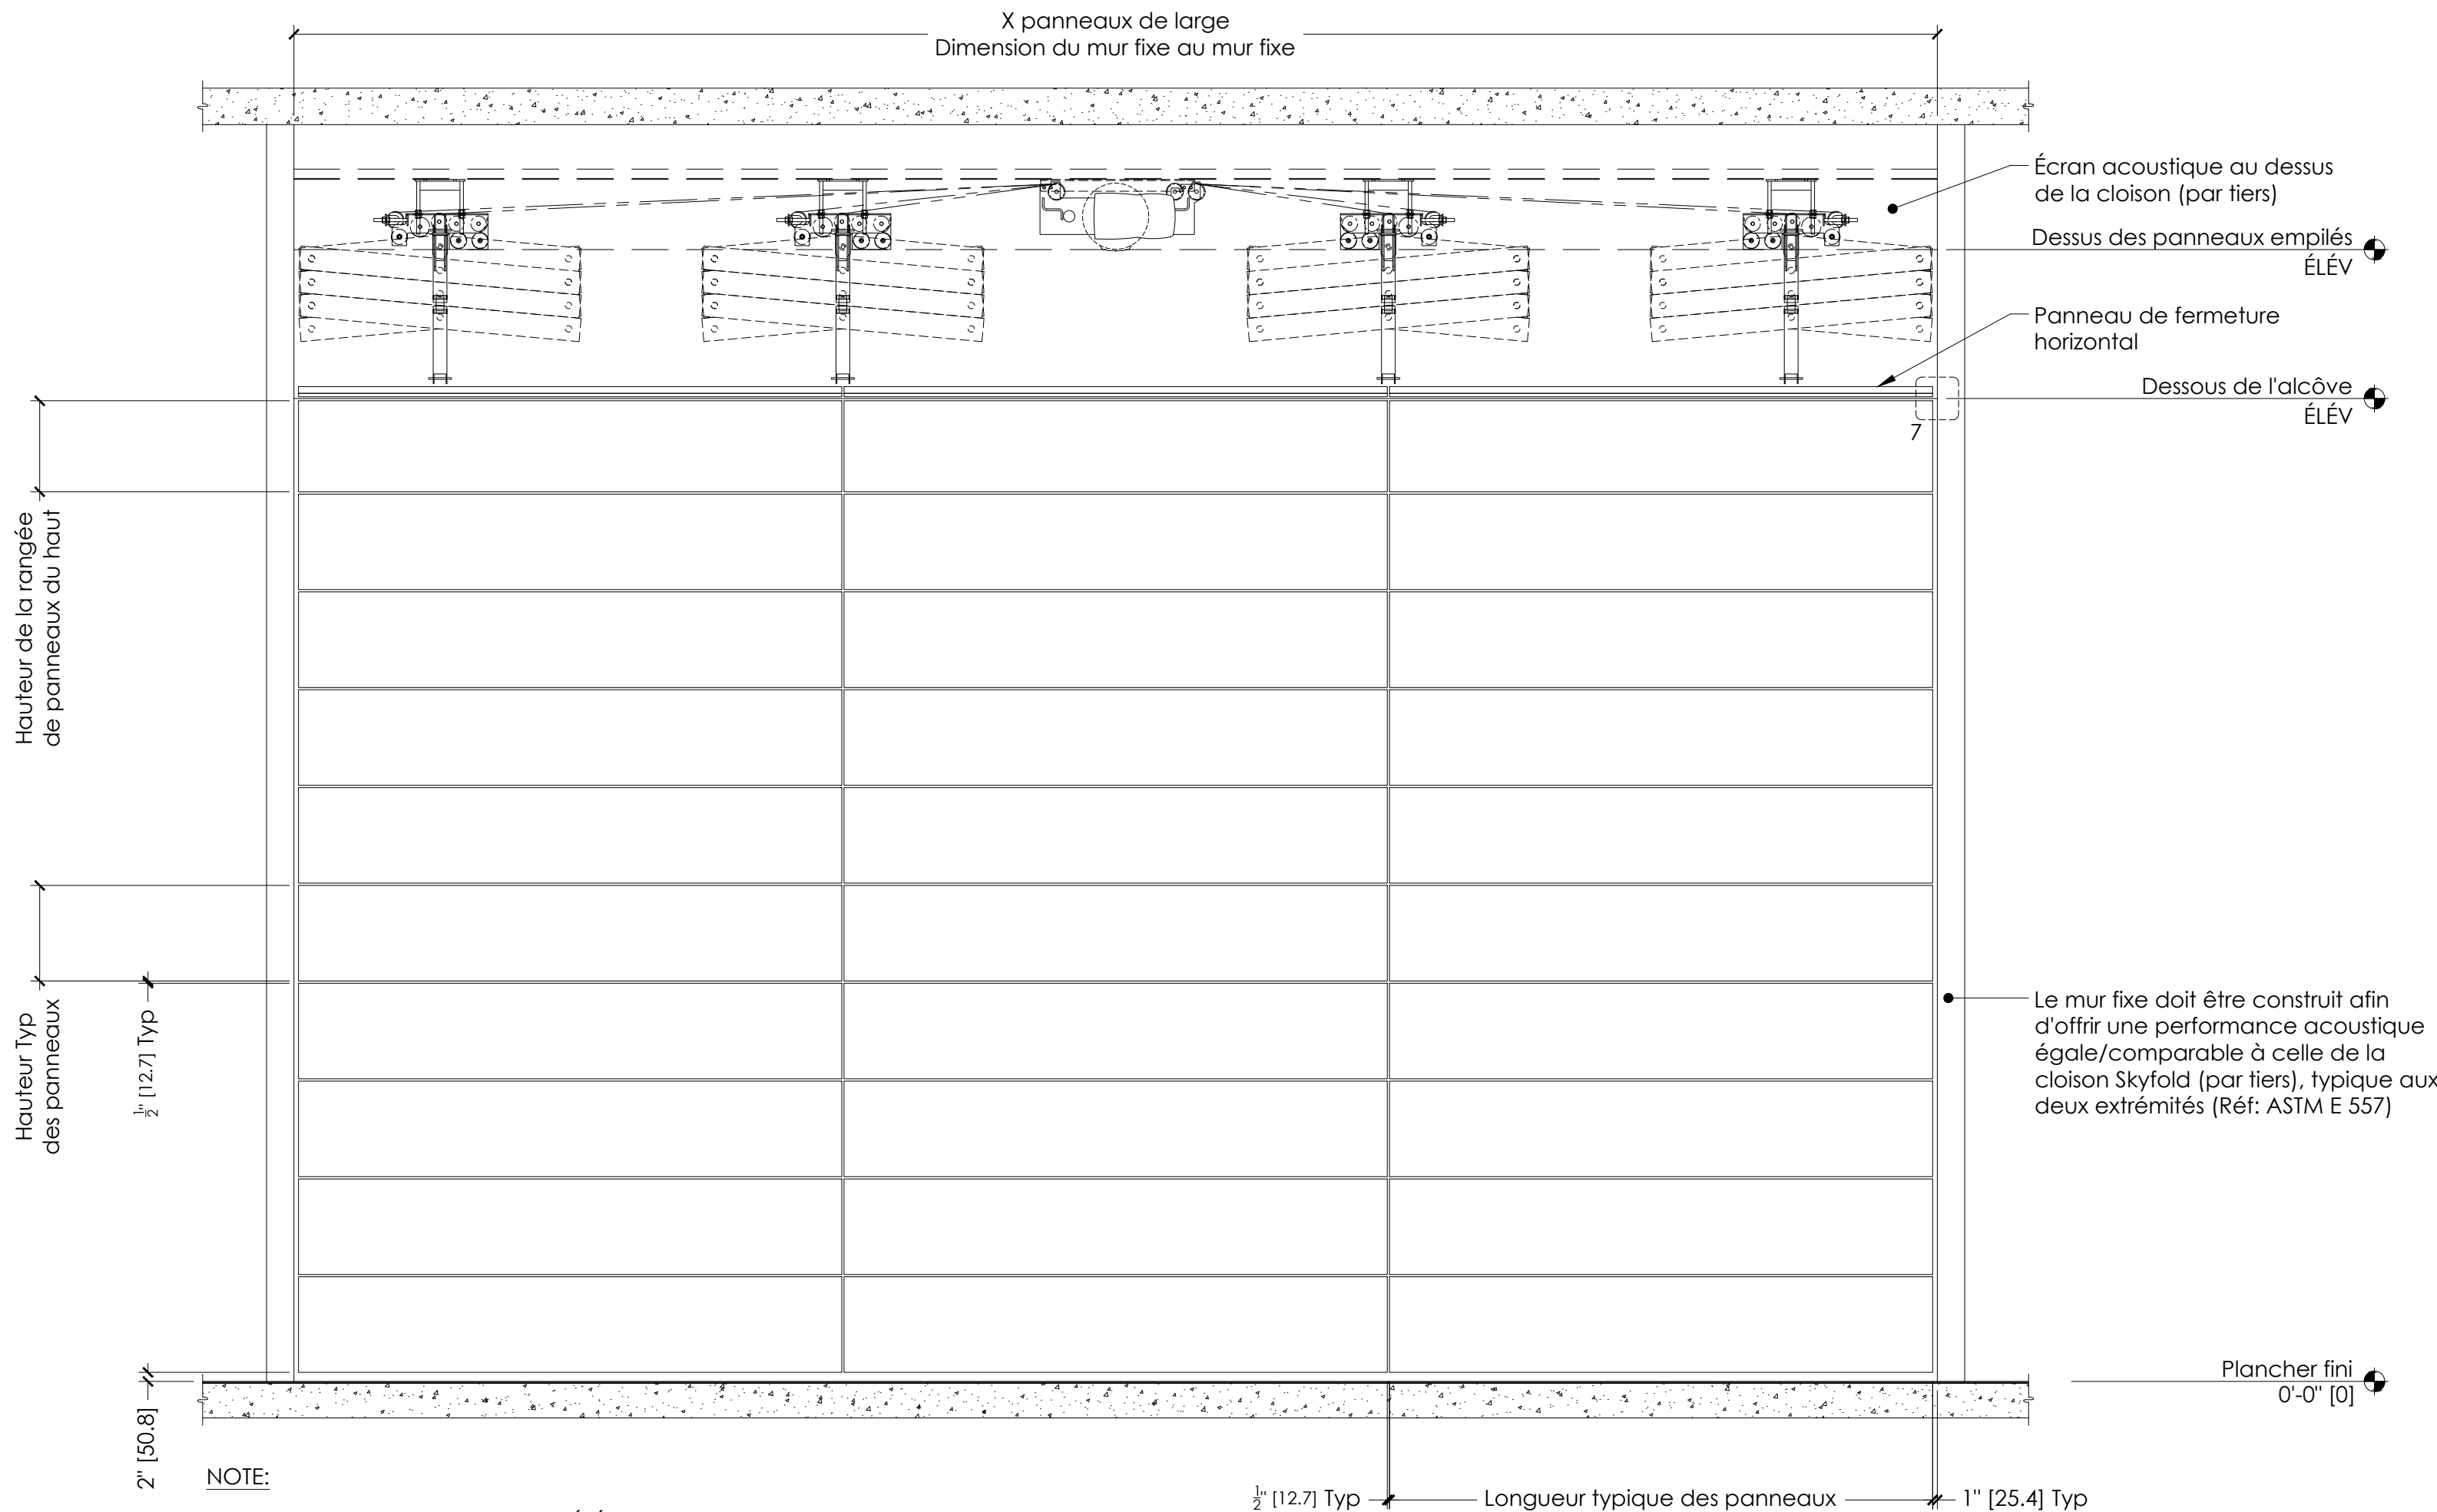 X panneaux de large
Dimension du mur fixe au mur fixe
Écran acoustique au dessus
de la cloison (par tiers)
Dessus des panneaux empilés
ÉLÉV
Panneau de fermeture
horizontal
Dessous de l'alcôve
ÉLÉV
7
Hauteur de la rangée
de panneaux du haut
Hauteur Typ
des panneaux
½" [12.7] Typ
Le mur fixe doit être construit afin
d'offrir une performance acoustique
égale/comparable à celle de la
cloison Skyfold (par tiers), typique aux
deux extrémités (Réf: ASTM E 557)
Plancher fini
0'-0" [0]
2" [50.8]
NOTE:
½" [12.7] Typ
Longueur typique des panneaux
1" [25.4] Typ